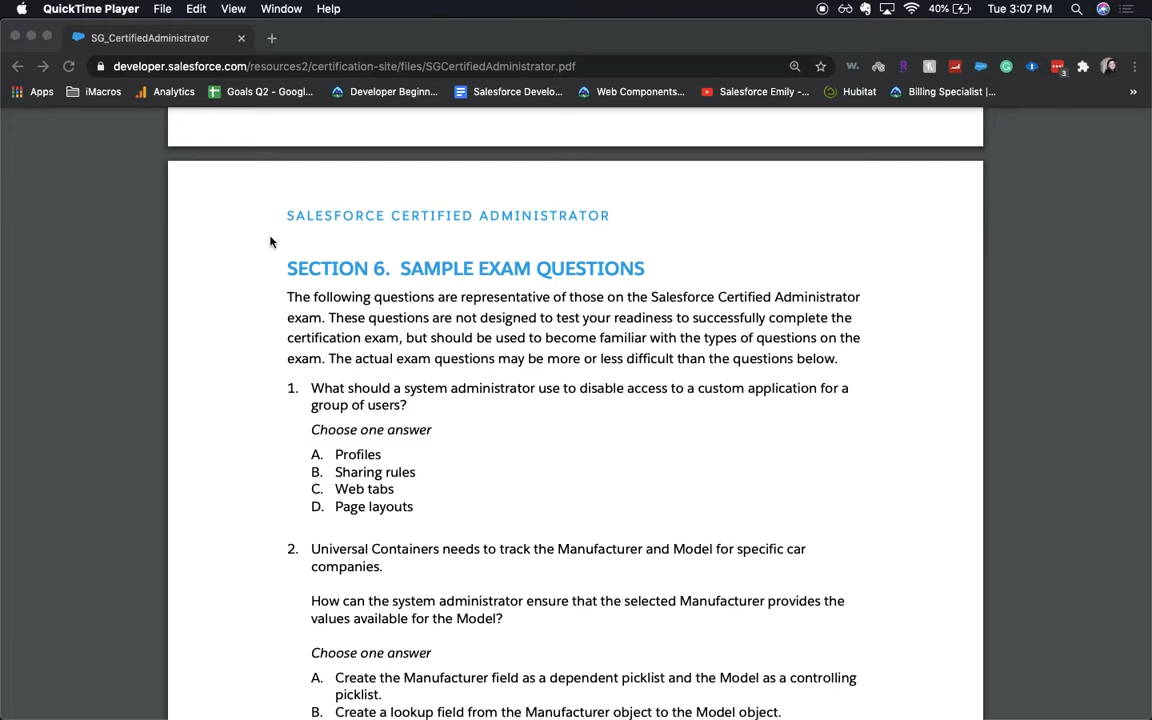 QuickTime Player File Edit View Window Help 40% Tue 3:07 PM
SG_CertifiedAdministrator
developer.salesforce.com/resources2/certification-site/files/SGCertifiedAdministrator.pdf
3
Apps iMacros Analytics Goals Q2 - Googl... Developer Beginn... Salesforce Develo... Web Components... Salesforce Emily -... Hubitat Billing Specialist |... »
SALESFORCE CERTIFIED ADMINISTRATOR
SECTION 6. SAMPLE EXAM QUESTIONS
The following questions are representative of those on the Salesforce Certified Administrator
exam. These questions are not designed to test your readiness to successfully complete the
certification exam, but should be used to become familiar with the types of questions on the
exam. The actual exam questions may be more or less difficult than the questions below.
1. What should a system administrator use to disable access to a custom application for a
group of users?
Choose one answer
A. Profiles
B. Sharing rules
C. Web tabs
D. Page layouts
2. Universal Containers needs to track the Manufacturer and Model for specific car
companies.
How can the system administrator ensure that the selected Manufacturer provides the
values available for the Model?
Choose one answer
A. Create the Manufacturer field as a dependent picklist and the Model as a controlling
picklist.
B. Create a lookup field from the Manufacturer object to the Model object.